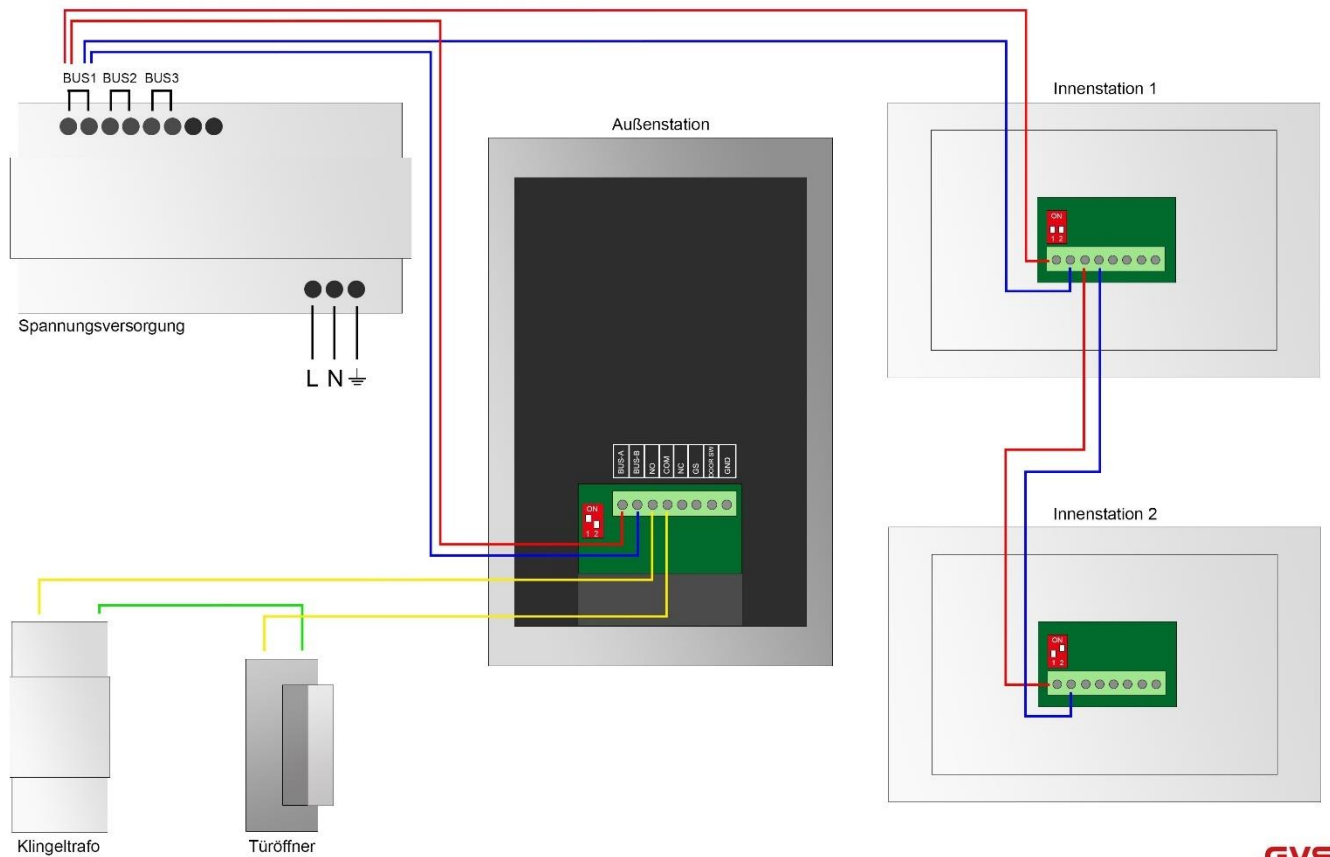 BUS1 BUS2 BUS3
Spannungsversorgung
L N
Außenstation
BUS-A
BUS-B
NO
COM
NC
GS
DOOR SW
GND
ON
1 2
Innenstation 1
ON
1 2
Innenstation 2
ON
1 2
Klingeltrafo
Türöffner
GVS